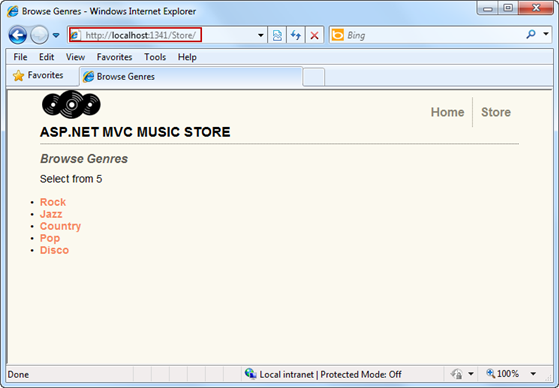 Browse Genres - Windows Internet Explorer
http://localhost:1341/Store/
Bing
File Edit View Favorites Tools Help
Favorites Browse Genres
Home Store
ASP.NET MVC MUSIC STORE
Browse Genres
Select from 5
• Rock
• Jazz
• Country
• Pop
• Disco
Done Local intranet | Protected Mode: Off 100%